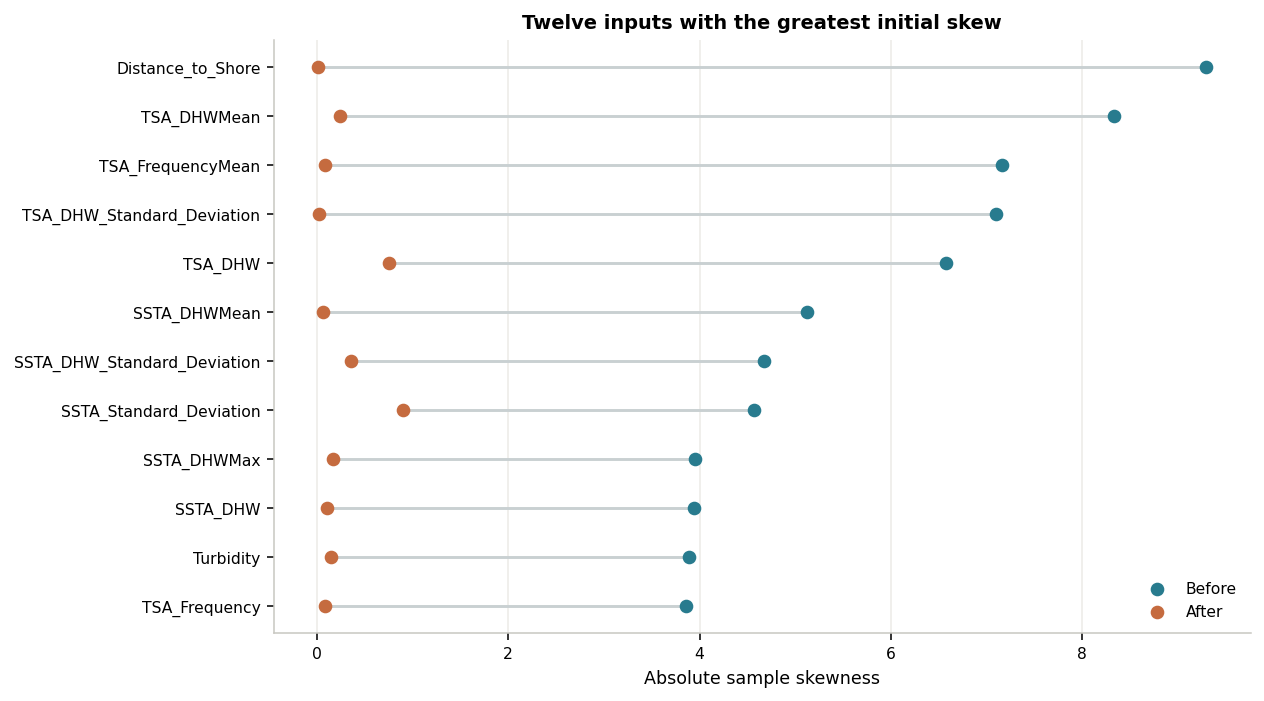 Twelve inputs with the greatest initial skew
Distance_to_Shore
TSA_DHWMean
TSA_FrequencyMean
TSA_DHW_Standard_Deviation
TSA_DHW
SSTA_DHWMean
SSTA_DHW_Standard_Deviation
SSTA_Standard_Deviation
SSTA_DHWMax
SSTA_DHW
Turbidity
TSA_Frequency
Before
After
0 2 4 6 8
Absolute sample skewness